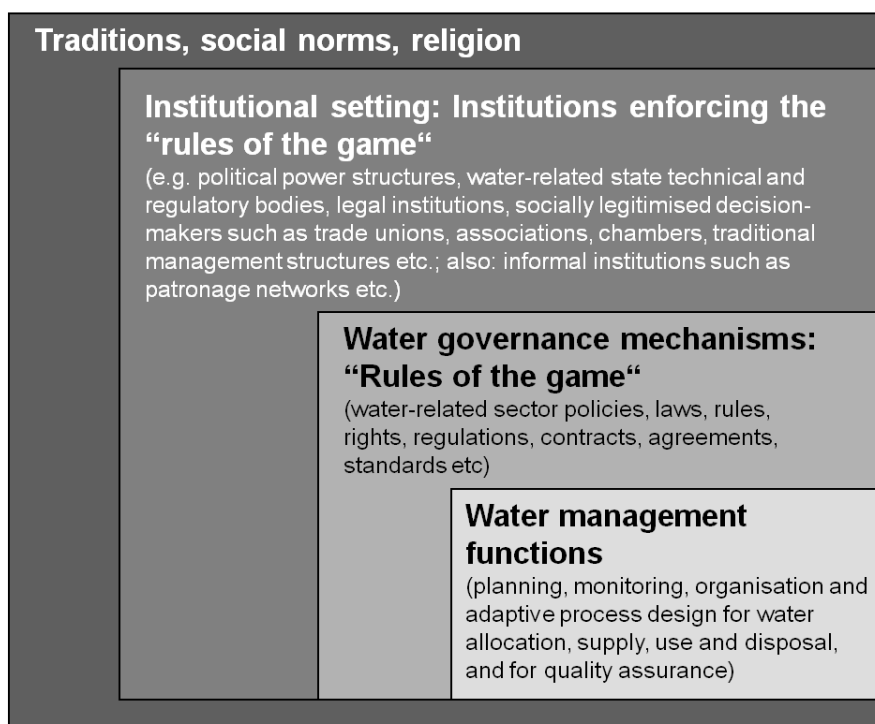 Traditions, social norms, religion
Institutional setting: Institutions enforcing the
“rules of the game“
(e.g. political power structures, water-related state technical and
regulatory bodies, legal institutions, socially legitimised decision-
makers such as trade unions, associations, chambers, traditional
management structures etc.; also: informal institutions such as
patronage networks etc.)
Water governance mechanisms:
“Rules of the game“
(water-related sector policies, laws, rules,
rights, regulations, contracts, agreements,
standards etc)
Water management
functions
(planning, monitoring, organisation and
adaptive process design for water
allocation, supply, use and disposal,
and for quality assurance)